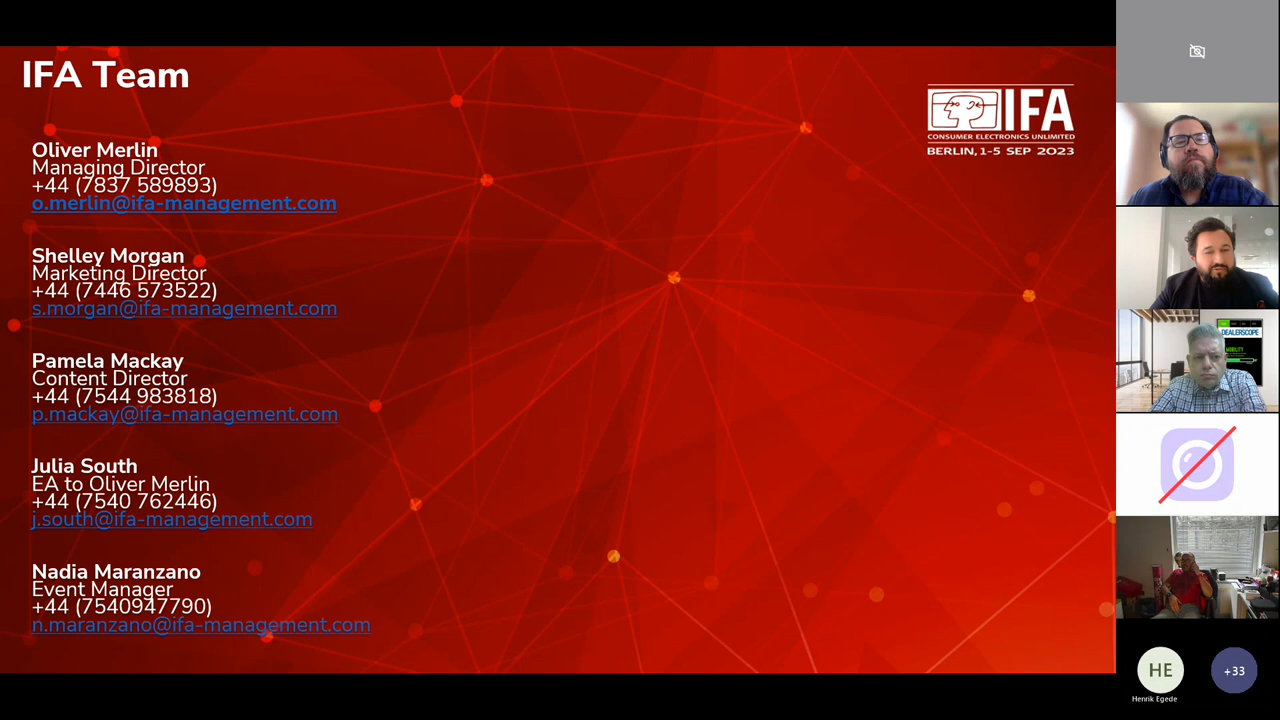 IFA Team
IFA
CONSUMER ELECTRONICS UNLIMITED
BERLIN, 1-5 SEP 2023
Oliver Merlin
Managing Director
+44 (7837 589893)
o.merlin@ifa-management.com
Shelley Morgan
Marketing Director
+44 (7446 573522)
s.morgan@ifa-management.com
Pamela Mackay
Content Director
+44 (7544 983818)
p.mackay@ifa-management.com
Julia South
EA to Oliver Merlin
+44 (7540 762446)
j.south@ifa-management.com
Nadia Maranzano
Event Manager
+44 (7540947790)
n.maranzano@ifa-management.com
DEALERSCOPE
MOBILITY
HE
Henrik Egede
+33